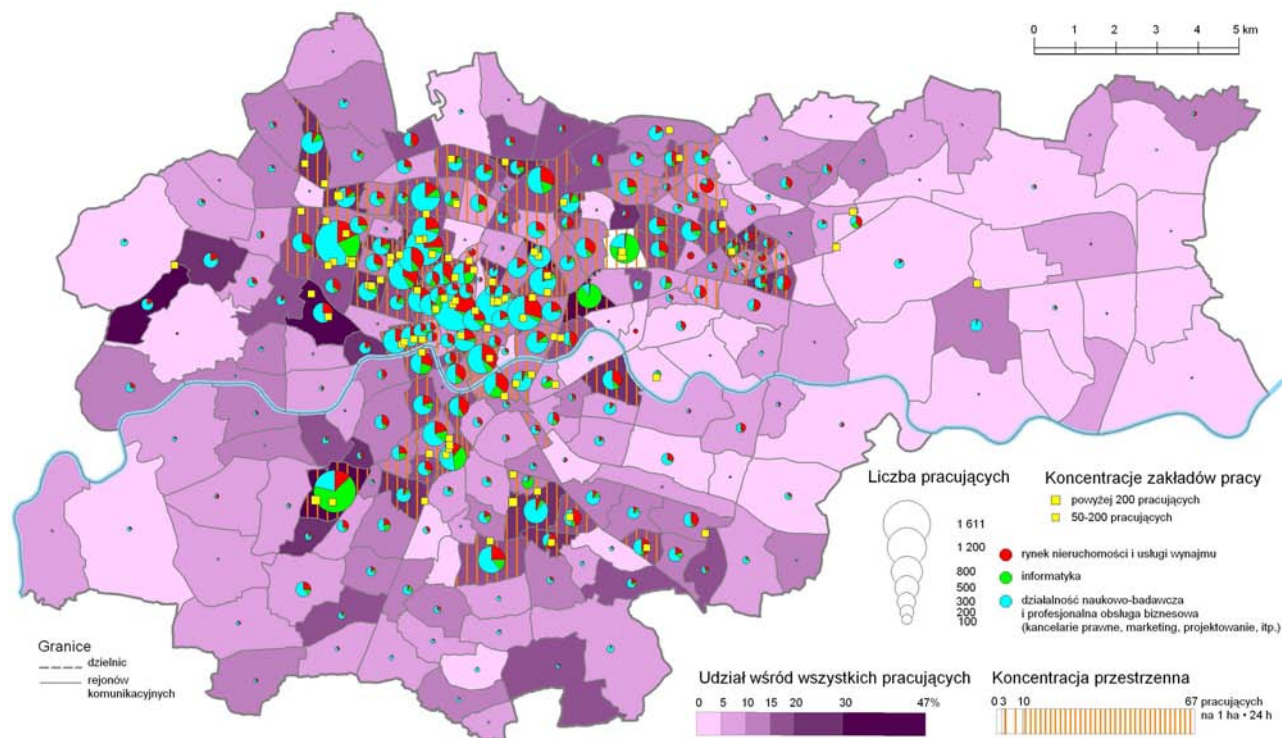 0 1 2 3 4 5 km
Liczba pracujących
1 611
1 200
800
500
300
200
100
Koncentracje zakładów pracy
powyżej 200 pracujących
50-200 pracujących
rynek nieruchomości i usługi wynajmu
informatyka
działalność naukowo-badawcza
i profesjonalna obsługa biznesowa
(kancelarie prawne, marketing, projektowanie, itp.)
Granice
dzielnic
rejonów
komunikacyjnych
Udział wśród wszystkich pracujących
0 5 10 15 20 30 47%
Koncentracja przestrzenna
0 3 10 67 pracujących
na 1 ha • 24 h